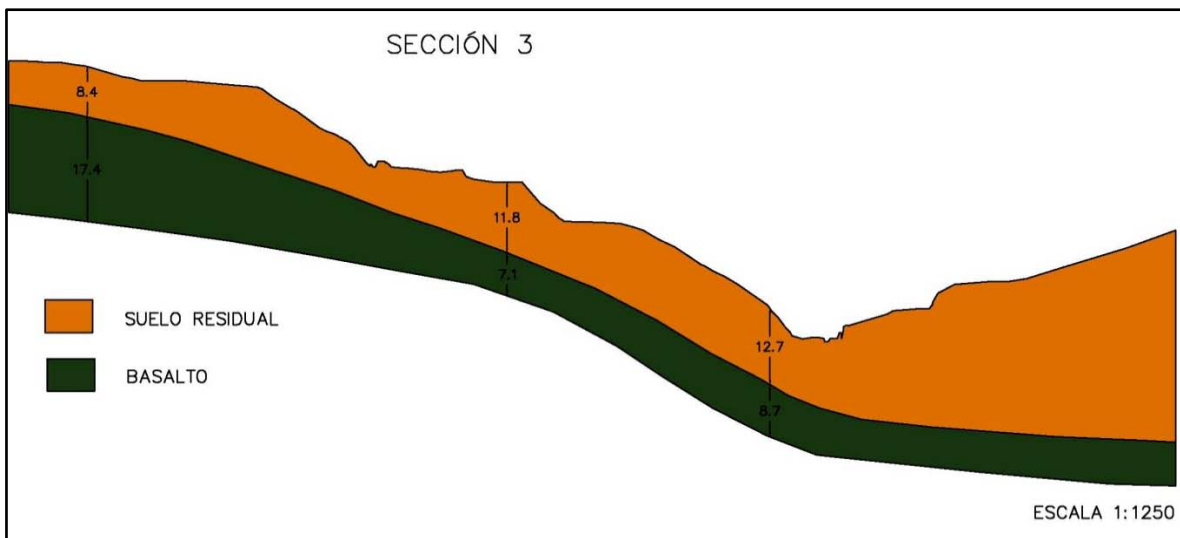 SECCIÓN 3
8.4
17.4
11.8
7.1
12.7
8.7
SUELO RESIDUAL
BASALTO
ESCALA 1:1250